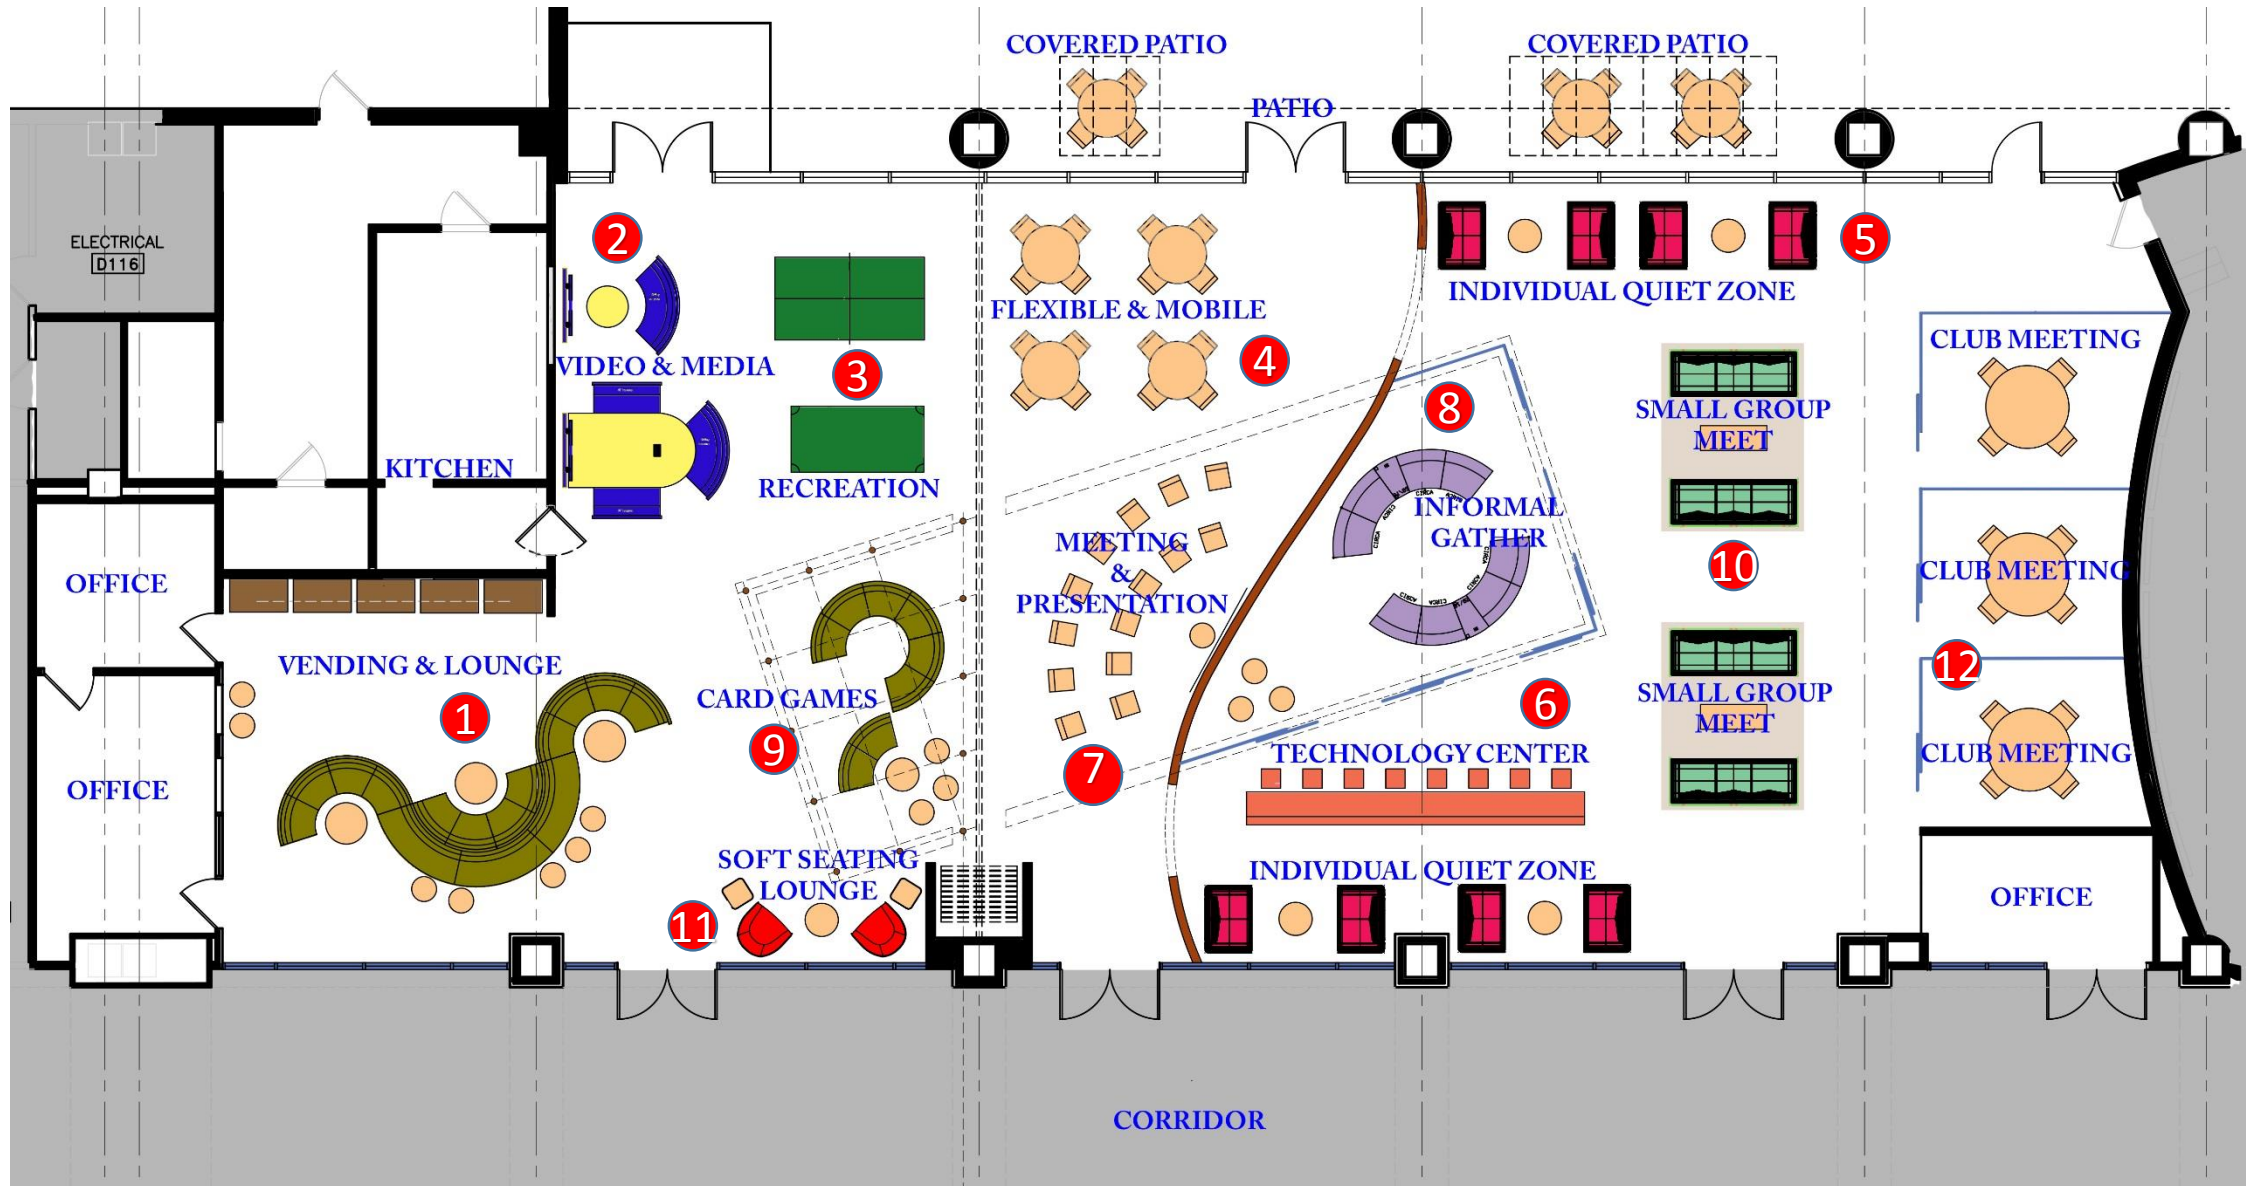 COVERED PATIO
COVERED PATIO
PATIO
ELECTRICAL
D116
2
5
INDIVIDUAL QUIET ZONE
FLEXIBLE & MOBILE
CLUB MEETING
VIDEO & MEDIA
3
4
8
SMALL GROUP
MEET
KITCHEN
RECREATION
INFORMAL
GATHER
MEETING
&
PRESENTATION
10
CLUB MEETING
OFFICE
VENDING & LOUNGE
1
CARD GAMES
9
7
6
12
SMALL GROUP
MEET
TECHNOLOGY CENTER
CLUB MEETING
OFFICE
SOFT SEATING
LOUNGE
11
INDIVIDUAL QUIET ZONE
OFFICE
CORRIDOR